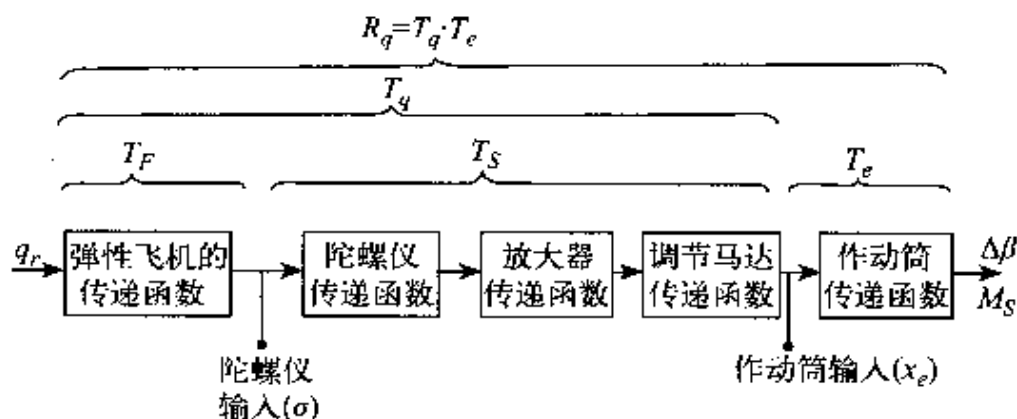 R_q=T_q·T_e
T_q
T_F
T_S
T_e
q_r
弹性飞机的
传递函数
陀螺仪
传递函数
放大器
传递函数
调节马达
传递函数
作动筒
传递函数
Δβ
M_S
陀螺仪
输入(σ)
作动筒输入(x_e)